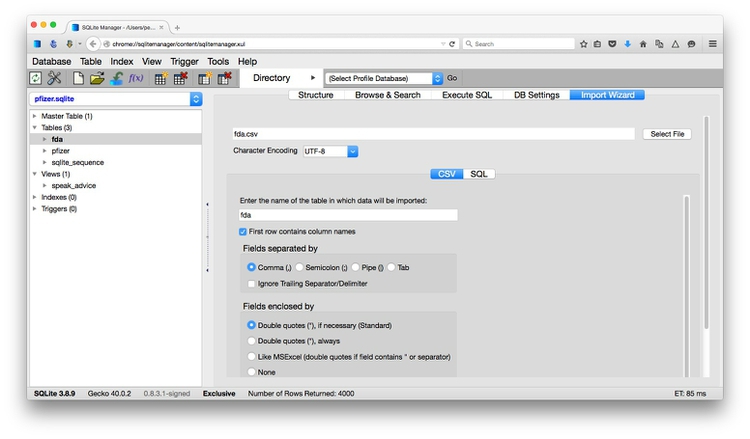 SQLite Manager - /Users/pe...
chrome://sqlitemanager/content/sqlitemanager.xul
Search
Database Table Index View Trigger Tools Help
f(x)
Directory
(Select Profile Database)
Go
pfizer.sqlite
Structure Browse & Search Execute SQL DB Settings Import Wizard
Master Table (1)
Tables (3)
fda
pfizer
sqlite_sequence
Views (1)
speak_advice
Indexes (0)
Triggers (0)
fda.csv
Select File
Character Encoding UTF-8
CSV SQL
Enter the name of the table in which data will be imported:
fda
First row contains column names
Fields separated by
Comma (,) Semicolon (;) Pipe (|) Tab
Ignore Trailing Separator/Delimiter
Fields enclosed by
Double quotes ("), if necessary (Standard)
Double quotes ("), always
Like MSExcel (double quotes if field contains " or separator)
None
SQLite 3.8.9 Gecko 40.0.2 0.8.3.1-signed Exclusive Number of Rows Returned: 4000 ET: 85 ms